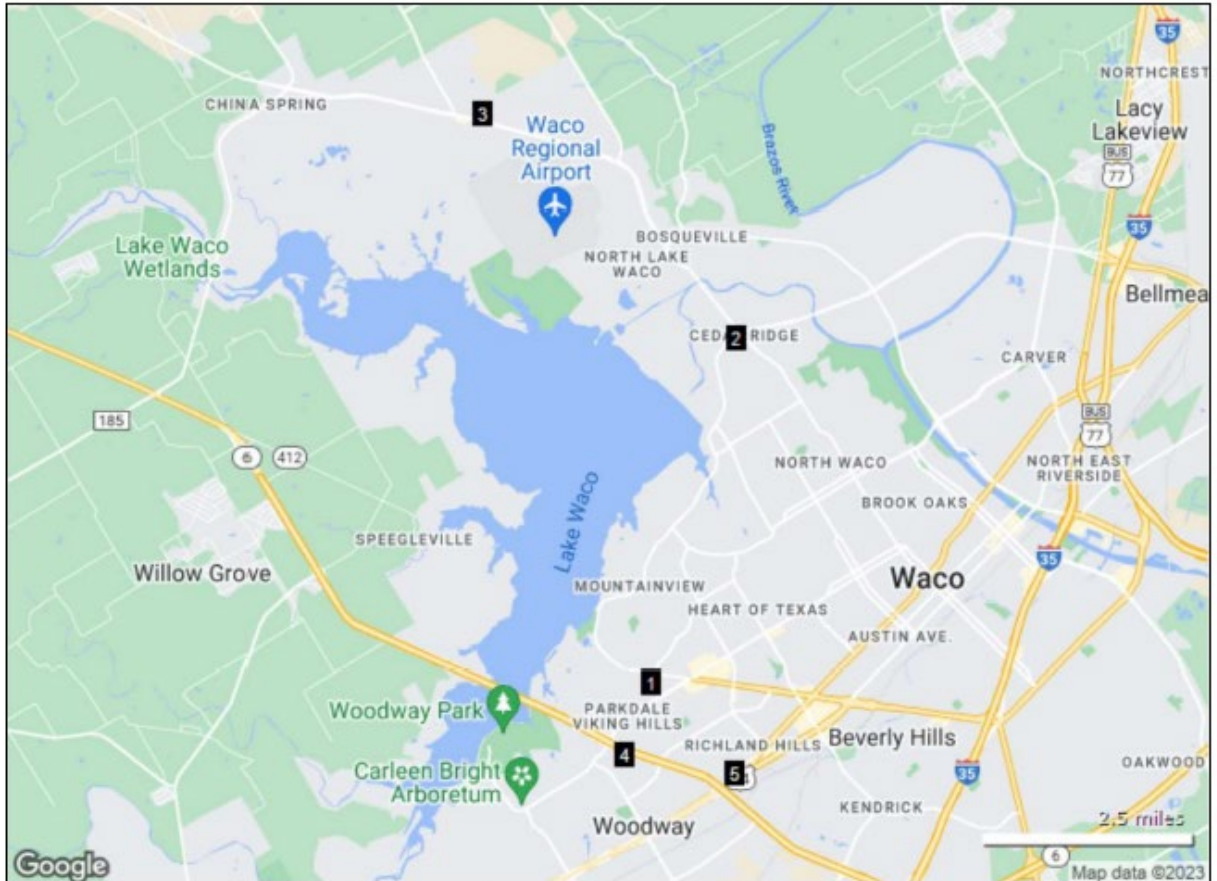 35
NORTHCREST
CHINA SPRING
3
Lacy
Lakeview
Waco
Regional
Airport
BUS
77
Brazos River
35
Lake Waco
Wetlands
BOSQUEVILLE
NORTH LAKE
WACO
Bellmea
2
RIDGE
CARVER
185
BUS
77
6
412
NORTH WACO
NORTH EAST
RIVERSIDE
BROOK OAKS
Lake Waco
SPEEGLEVILLE
35
Willow Grove
MOUNTAINVIEW
Waco
HEART OF TEXAS
AUSTIN AVE.
1
Woodway Park
PARKDALE
VIKING HILLS
4
RICHLAND HILLS
Beverly Hills
Carleen Bright
Arboretum
5
35
OAKWOOD
KENDRICK
Woodway
2.5 miles
6
Google
Map data ©2023